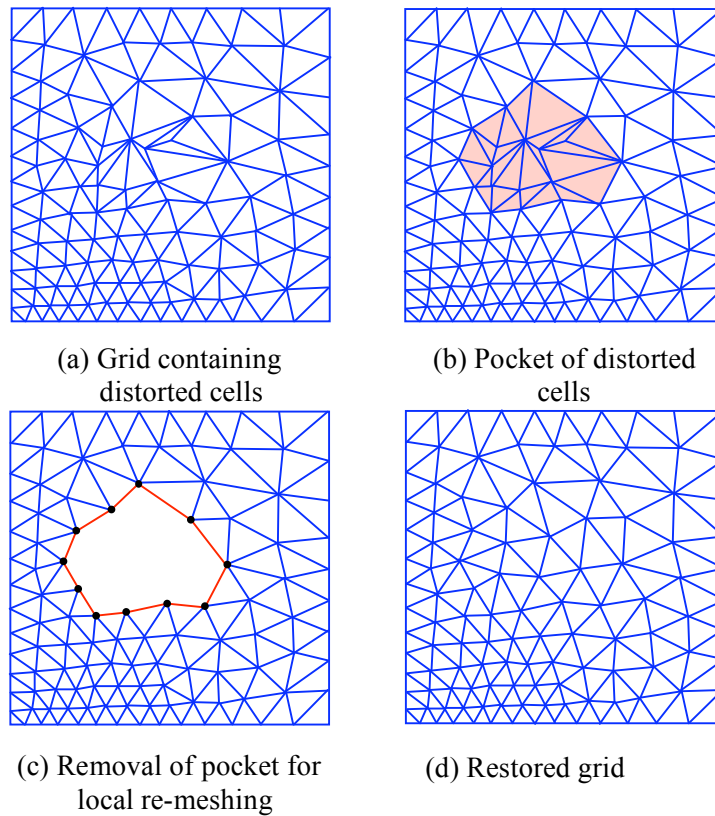 (a) Grid containing
distorted cells
(b) Pocket of distorted
cells
(c) Removal of pocket for
local re-meshing
(d) Restored grid